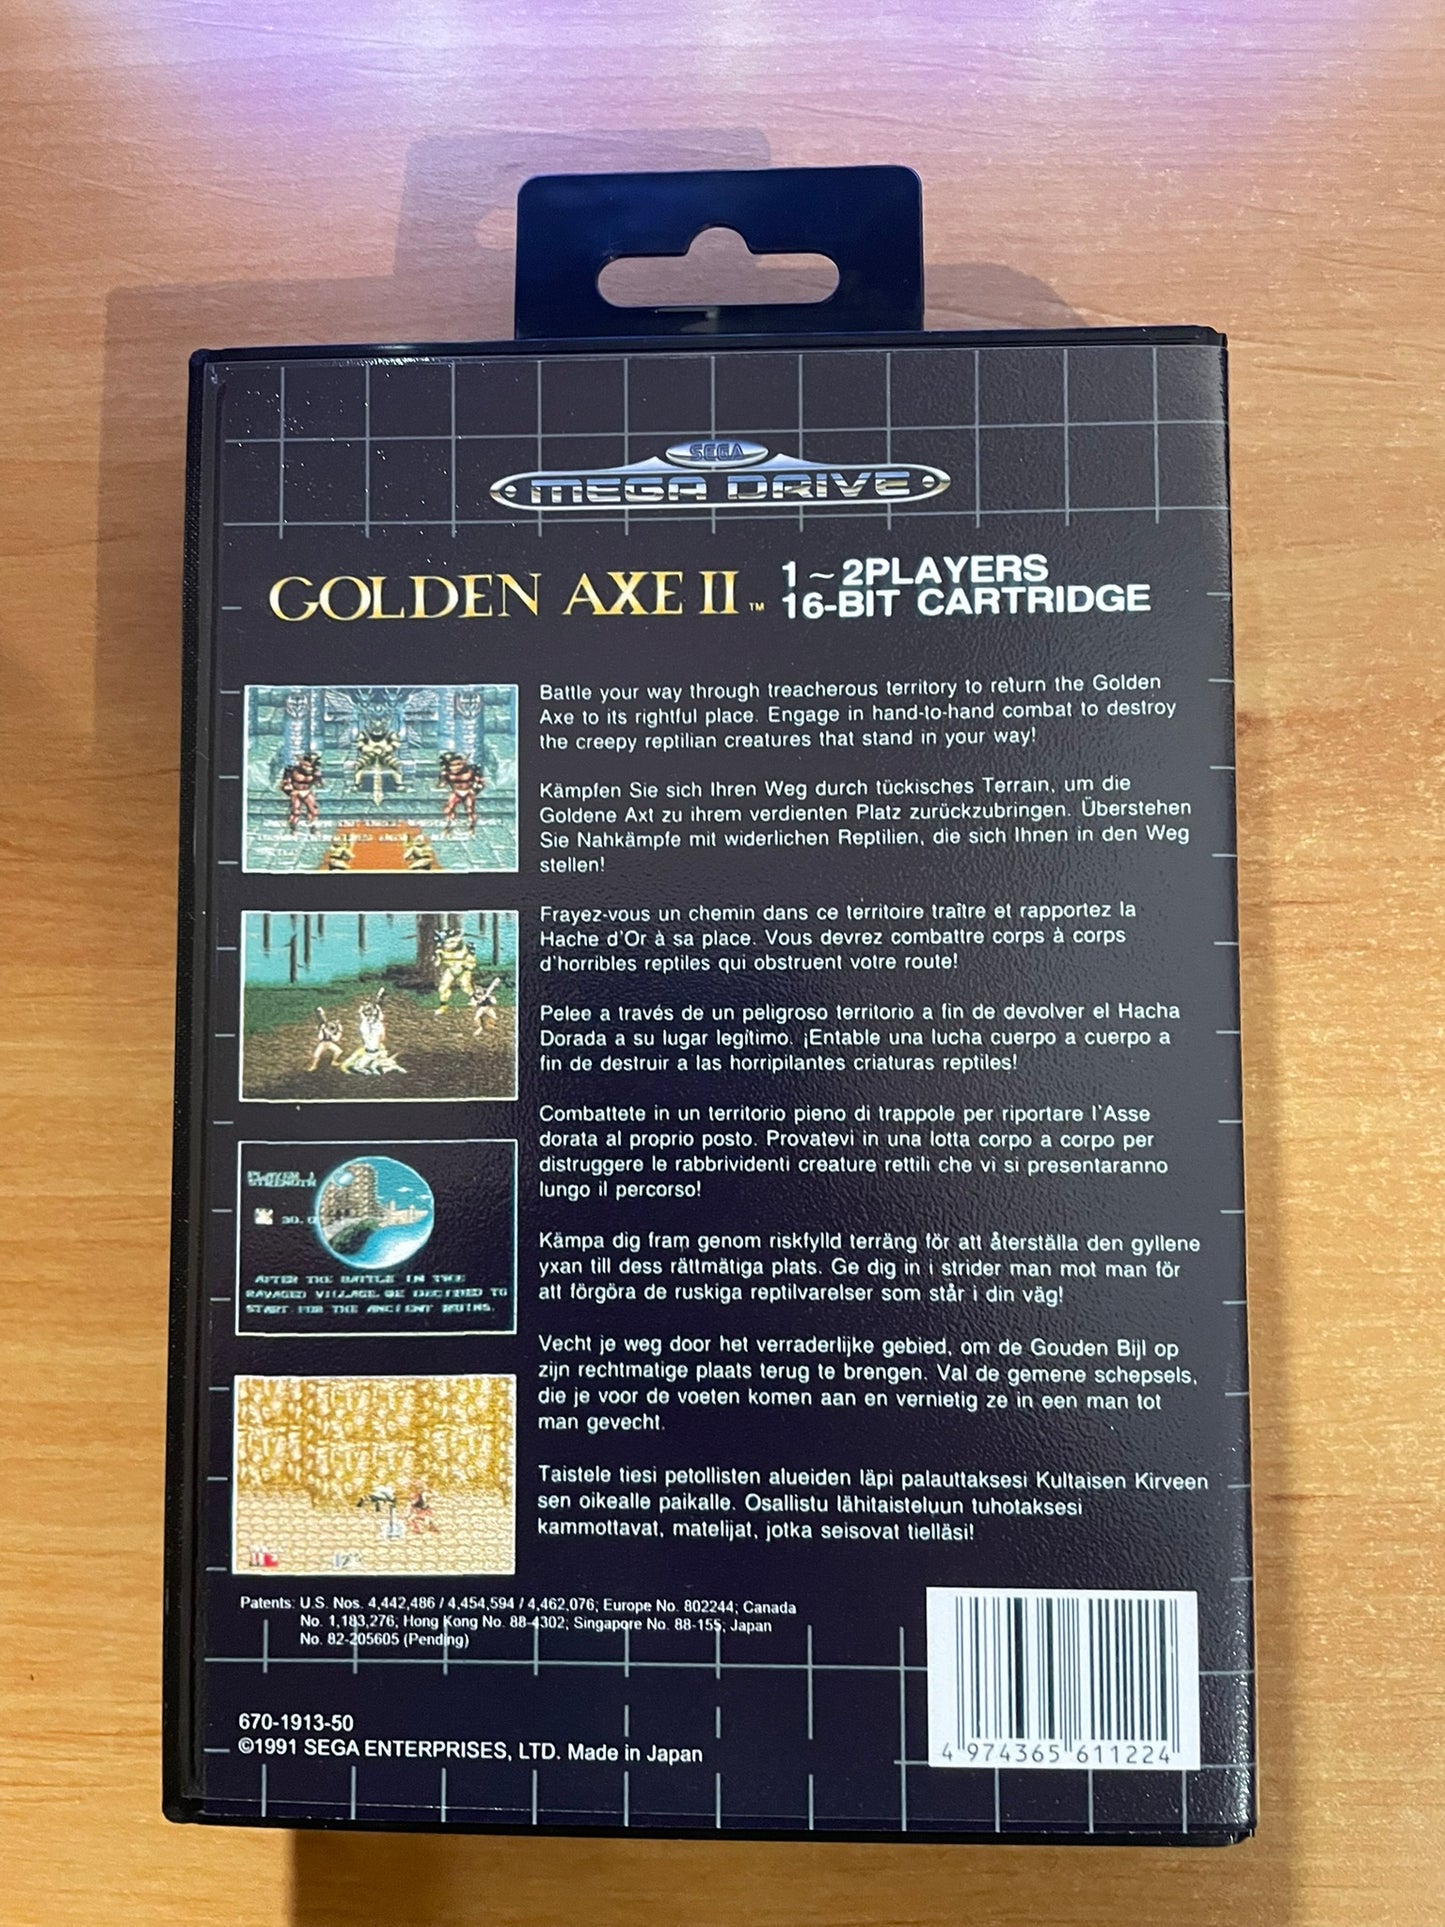 SEGA
MEGA DRIVE
GOLDEN AXE II ™
1~2PLAYERS
16-BIT CARTRIDGE
Battle your way through treacherous territory to return the Golden
Axe to its rightful place. Engage in hand-to-hand combat to destroy
the creepy reptilian creatures that stand in your way!
Kämpfen Sie sich Ihren Weg durch tückisches Terrain, um die
Goldene Axt zu ihrem verdienten Platz zurückzubringen. Überstehen
Sie Nahkämpfe mit widerlichen Reptilien, die sich Ihnen in den Weg
stellen!
Frayez-vous un chemin dans ce territoire traître et rapportez la
Hache d'Or à sa place. Vous devrez combattre corps à corps
d'horribles reptiles qui obstruent votre route!
Pelee a través de un peligroso territorio a fin de devolver el Hacha
Dorada a su lugar legítimo. ¡Entable una lucha cuerpo a cuerpo a
fin de destruir a las horripilantes criaturas reptiles!
Combattete in un territorio pieno di trappole per riportare l'Asse
dorata al proprio posto. Provatevi in una lotta corpo a corpo per
distruggere le rabbrividenti creature rettili che vi si presentaranno
lungo il percorso!
Kämpa dig fram genom riskfylld terräng för att återställa den gyllene
yxan till dess rättmätiga plats. Ge dig in i strider man mot man för
att förgöra de ruskiga reptilvarelser som står i din väg!
Vecht je weg door het verraderlijke gebied, om de Gouden Bijl op
zijn rechtmatige plaats terug te brengen. Val de gemene schepsels,
die je voor de voeten komen aan en vernietig ze in een man tot
man gevecht.
Taistele tiesi petollisten alueiden läpi palauttaksesi Kultaisen Kirveen
sen oikealle paikalle. Osallistu lähitaisteluun tuhotaksesi
kammottavat, matelijat, jotka seisovat tielläsi!
PLAYER 1
STRENGTH
AFTER THE BATTLE IN THE
RAVAGED VILLAGE, WE DECIDED TO
START FOR THE ANCIENT RUINS.
Patents: U.S. Nos. 4,442,486 / 4,454,594 / 4,462,076; Europe No. 802244; Canada
No. 1,183,276; Hong Kong No. 88-4302; Singapore No. 88-155; Japan
No. 82-205605 (Pending)
670-1913-50
©1991 SEGA ENTERPRISES, LTD. Made in Japan
4 974365 611224